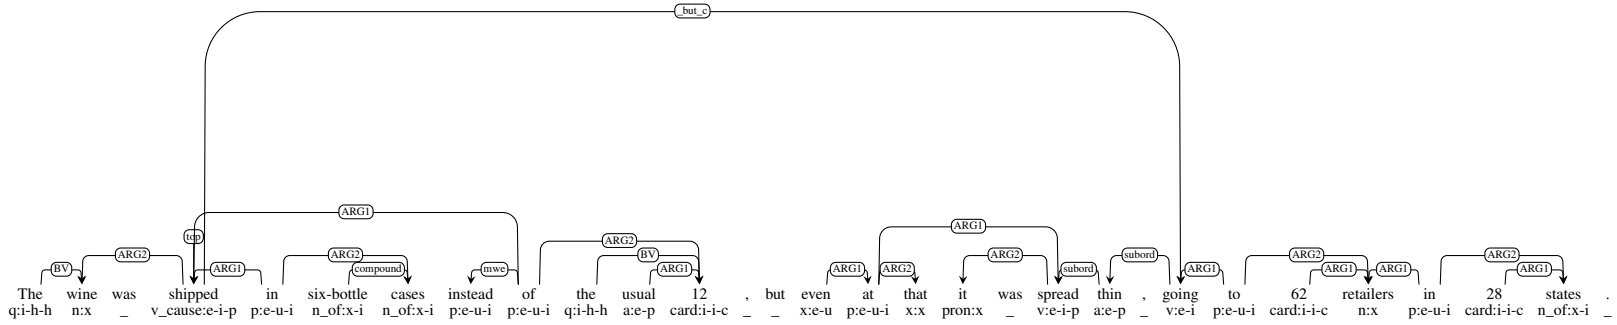 _but_c
ARG1
top
ARG1
ARG2
BV
ARG2
ARG2
ARG2
subord
ARG2
ARG2
BV
ARG1
compound
mwe
ARG1
ARG1
ARG2
subord
ARG1
ARG1
ARG1
ARG1
The wine was shipped in six-bottle cases instead of the usual 12 , but even at that it was spread thin , going to 62 retailers in 28 states .
q:i-h-h n:x _ v_cause:e-i-p p:e-u-i n_of:x-i n_of:x-i p:e-u-i p:e-u-i q:i-h-h a:e-p card:i-i-c _ _ x:e-u p:e-u-i x:x pron:x _ v:e-i-p a:e-p _ v:e-i p:e-u-i card:i-i-c n:x p:e-u-i card:i-i-c n_of:x-i _